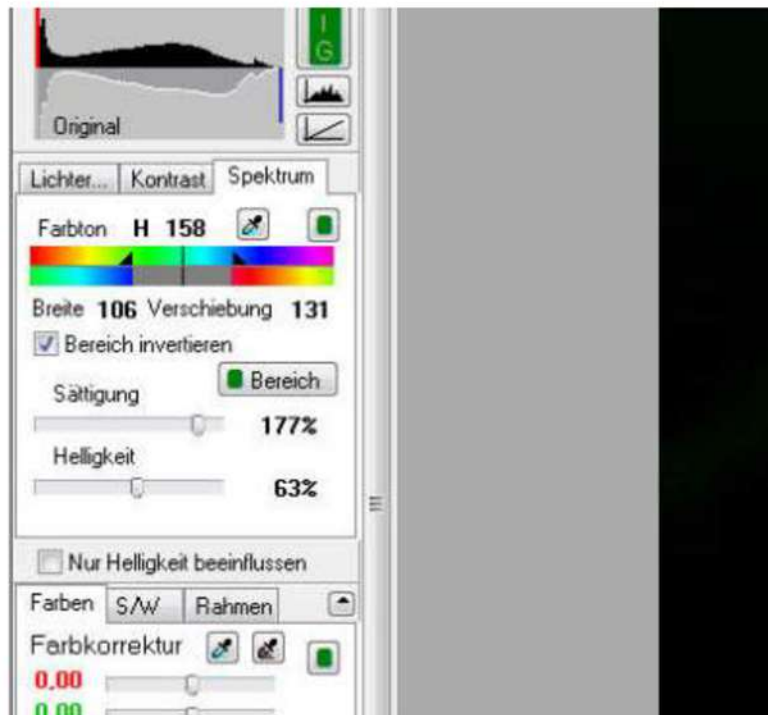 I
G
Original
Lichter... Kontrast Spektrum
Farbton H 158
Breite 106 Verschiebung 131
Bereich invertieren
Bereich
Sättigung
177%
Helligkeit
63%
Nur Helligkeit beeinflussen
Farben S/W Rahmen
Farbkorrektur
0,00
0,00